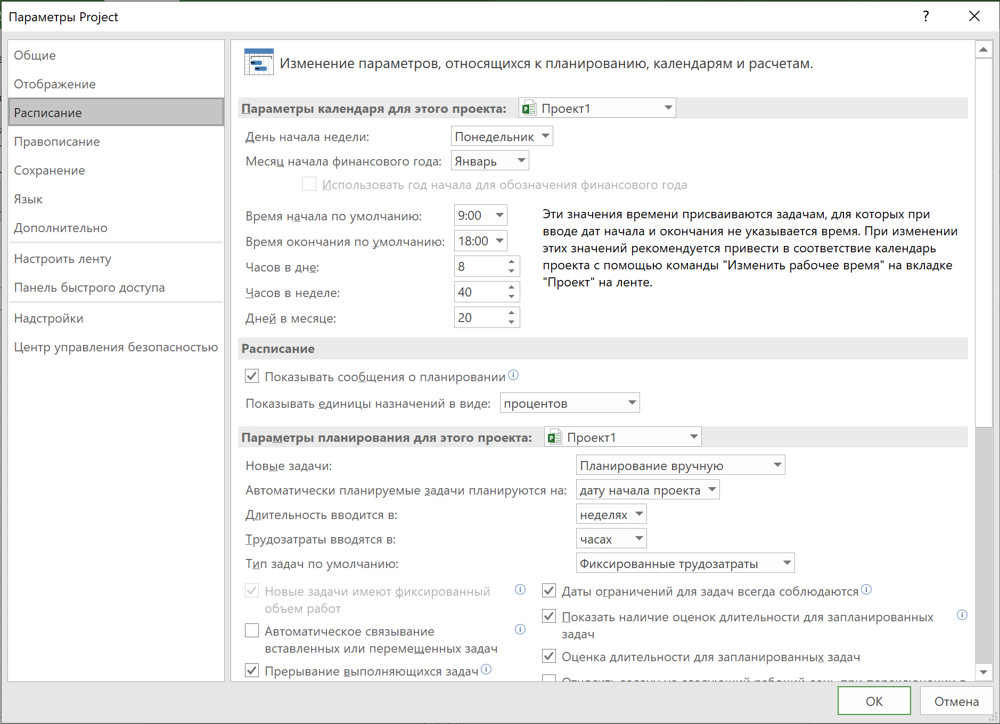 Параметры Project
?
Общие
Отображение
Расписание
Правописание
Сохранение
Язык
Дополнительно
Настроить ленту
Панель быстрого доступа
Надстройки
Центр управления безопасностью
Изменение параметров, относящихся к планированию, календарям и расчетам.
Параметры календаря для этого проекта: Проект1
День начала недели: Понедельник
Месяц начала финансового года: Январь
Использовать год начала для обозначения финансового года
Время начала по умолчанию: 9:00
Время окончания по умолчанию: 18:00
Часов в дне: 8
Часов в неделе: 40
Дней в месяце: 20
Эти значения времени присваиваются задачам, для которых при
вводе дат начала и окончания не указывается время. При изменении
этих значений рекомендуется привести в соответствие календарь
проекта с помощью команды "Изменить рабочее время" на вкладке
"Проект" на ленте.
Расписание
Показывать сообщения о планировании
Показывать единицы назначений в виде: процентов
Параметры планирования для этого проекта: Проект1
Новые задачи: Планирование вручную
Автоматически планируемые задачи планируются на: дату начала проекта
Длительность вводится в: неделях
Трудозатраты вводятся в: часах
Тип задач по умолчанию: Фиксированные трудозатраты
Новые задачи имеют фиксированный
объем работ
Автоматическое связывание
вставленных или перемещенных задач
Прерывание выполняющихся задач
Даты ограничений для задач всегда соблюдаются
Показать наличие оценок длительности для запланированных
задач
Оценка длительности для запланированных задач
Относить задачу на следующий рабочий день при переключении в
ОК
Отмена